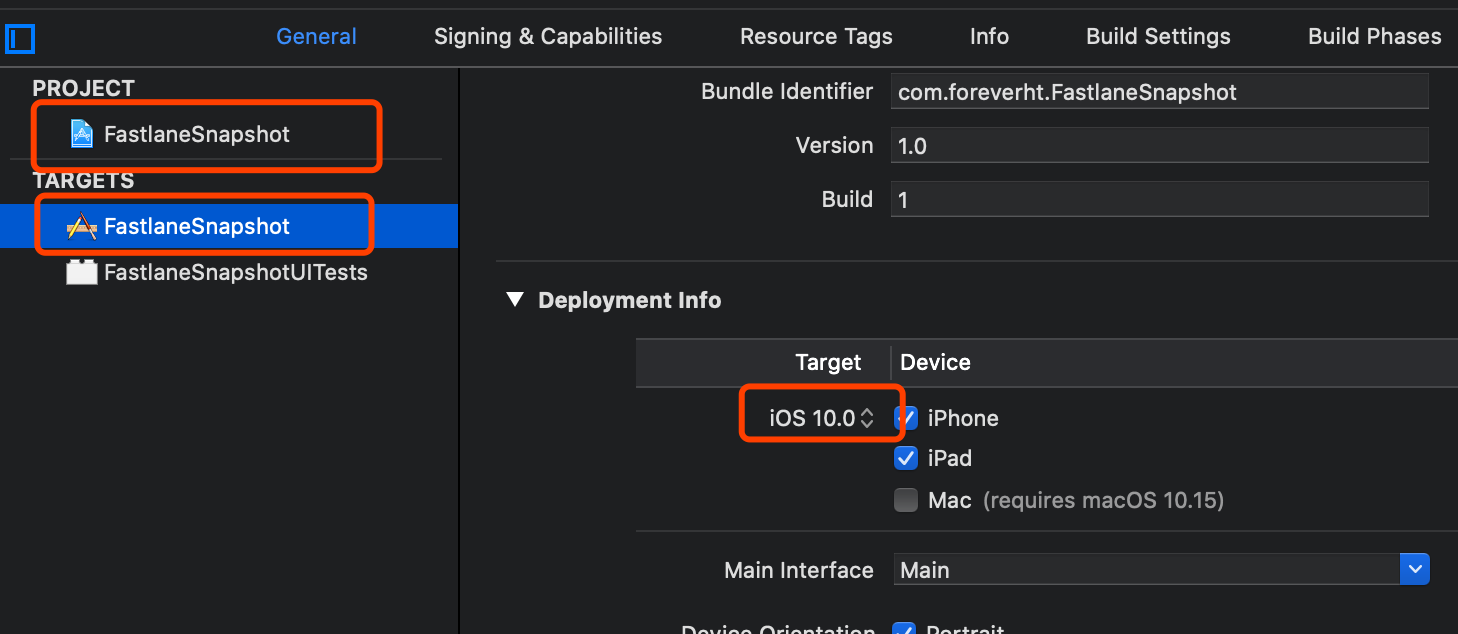 General Signing & Capabilities Resource Tags Info Build Settings Build Phases
PROJECT
FastlaneSnapshot
TARGETS
FastlaneSnapshot
FastlaneSnapshotUITests
Bundle Identifier com.foreverht.FastlaneSnapshot
Version 1.0
Build 1
Deployment Info
Target Device
iOS 10.0 iPhone
iPad
Mac (requires macOS 10.15)
Main Interface Main
Device Orientation Portrait